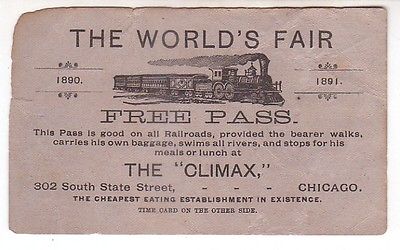 THE WORLD'S FAIR
1890. 1891.
FREE PASS.
This Pass is good on all Railroads, provided the bearer walks,
carries his own baggage, swims all rivers, and stops for his
meals or lunch at
THE "CLIMAX,"
302 South State Street, - - - CHICAGO.
THE CHEAPEST EATING ESTABLISHMENT IN EXISTENCE.
TIME CARD ON THE OTHER SIDE.